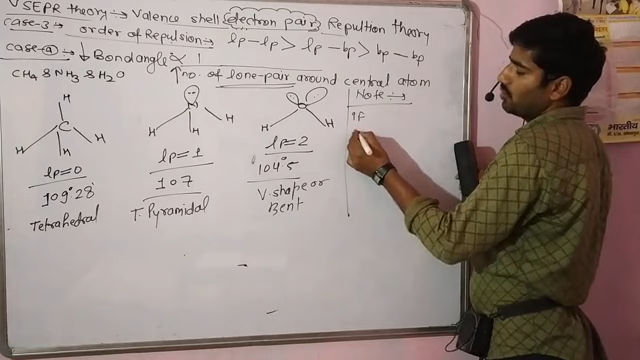 VSEPR theory :→ Valence shell electron pair Repultion theory
case-3 order of Repulsion :→ lp-lp > lp-bp > bp-bp
case-a ↓ Bondangle ∝ 1
↑ no. of lone-pair around central atom
CH4 & NH3 & H2O
Note :→
if
H
C
H
H
H
lp=0
109°28
Tetrahedral
H
H
H
lp=1
107
T. Pyramidal
H
H
lp=2
104°5
V. shape or
Bent
भारतीय